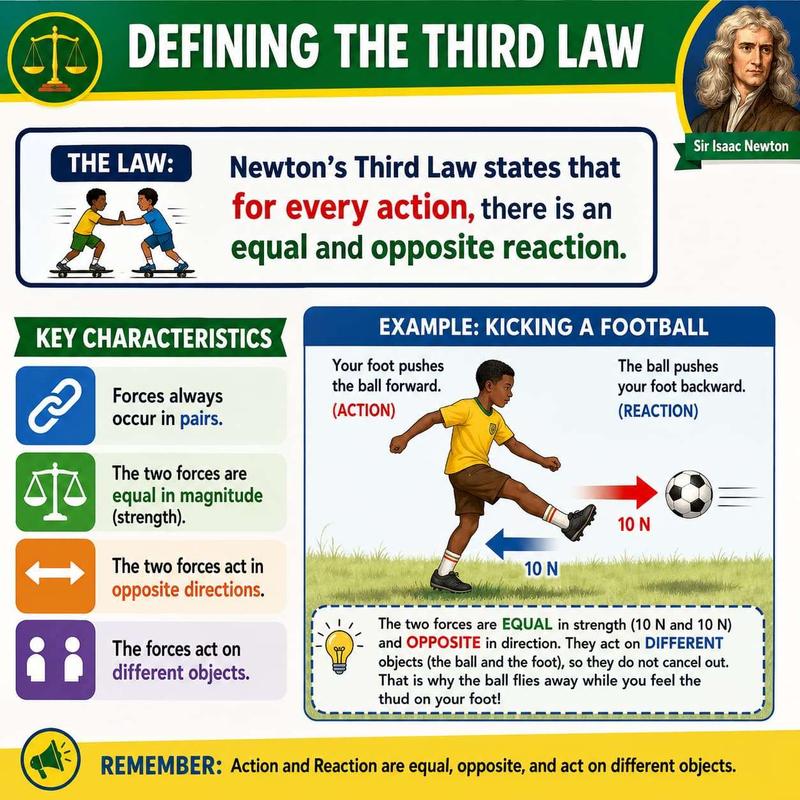 DEFINING THE THIRD LAW
Sir Isaac Newton
THE LAW:
Newton's Third Law states that
for every action, there is an
equal and opposite reaction.
KEY CHARACTERISTICS
Forces always
occur in pairs.
The two forces are
equal in magnitude
(strength).
The two forces act in
opposite directions.
The forces act on
different objects.
EXAMPLE: KICKING A FOOTBALL
Your foot pushes
the ball forward.
(ACTION)
The ball pushes
your foot backward.
(REACTION)
10 N
10 N
The two forces are EQUAL in strength (10 N and 10 N)
and OPPOSITE in direction. They act on DIFFERENT
objects (the ball and the foot), so they do not cancel out.
That is why the ball flies away while you feel the
thud on your foot!
REMEMBER: Action and Reaction are equal, opposite, and act on different objects.